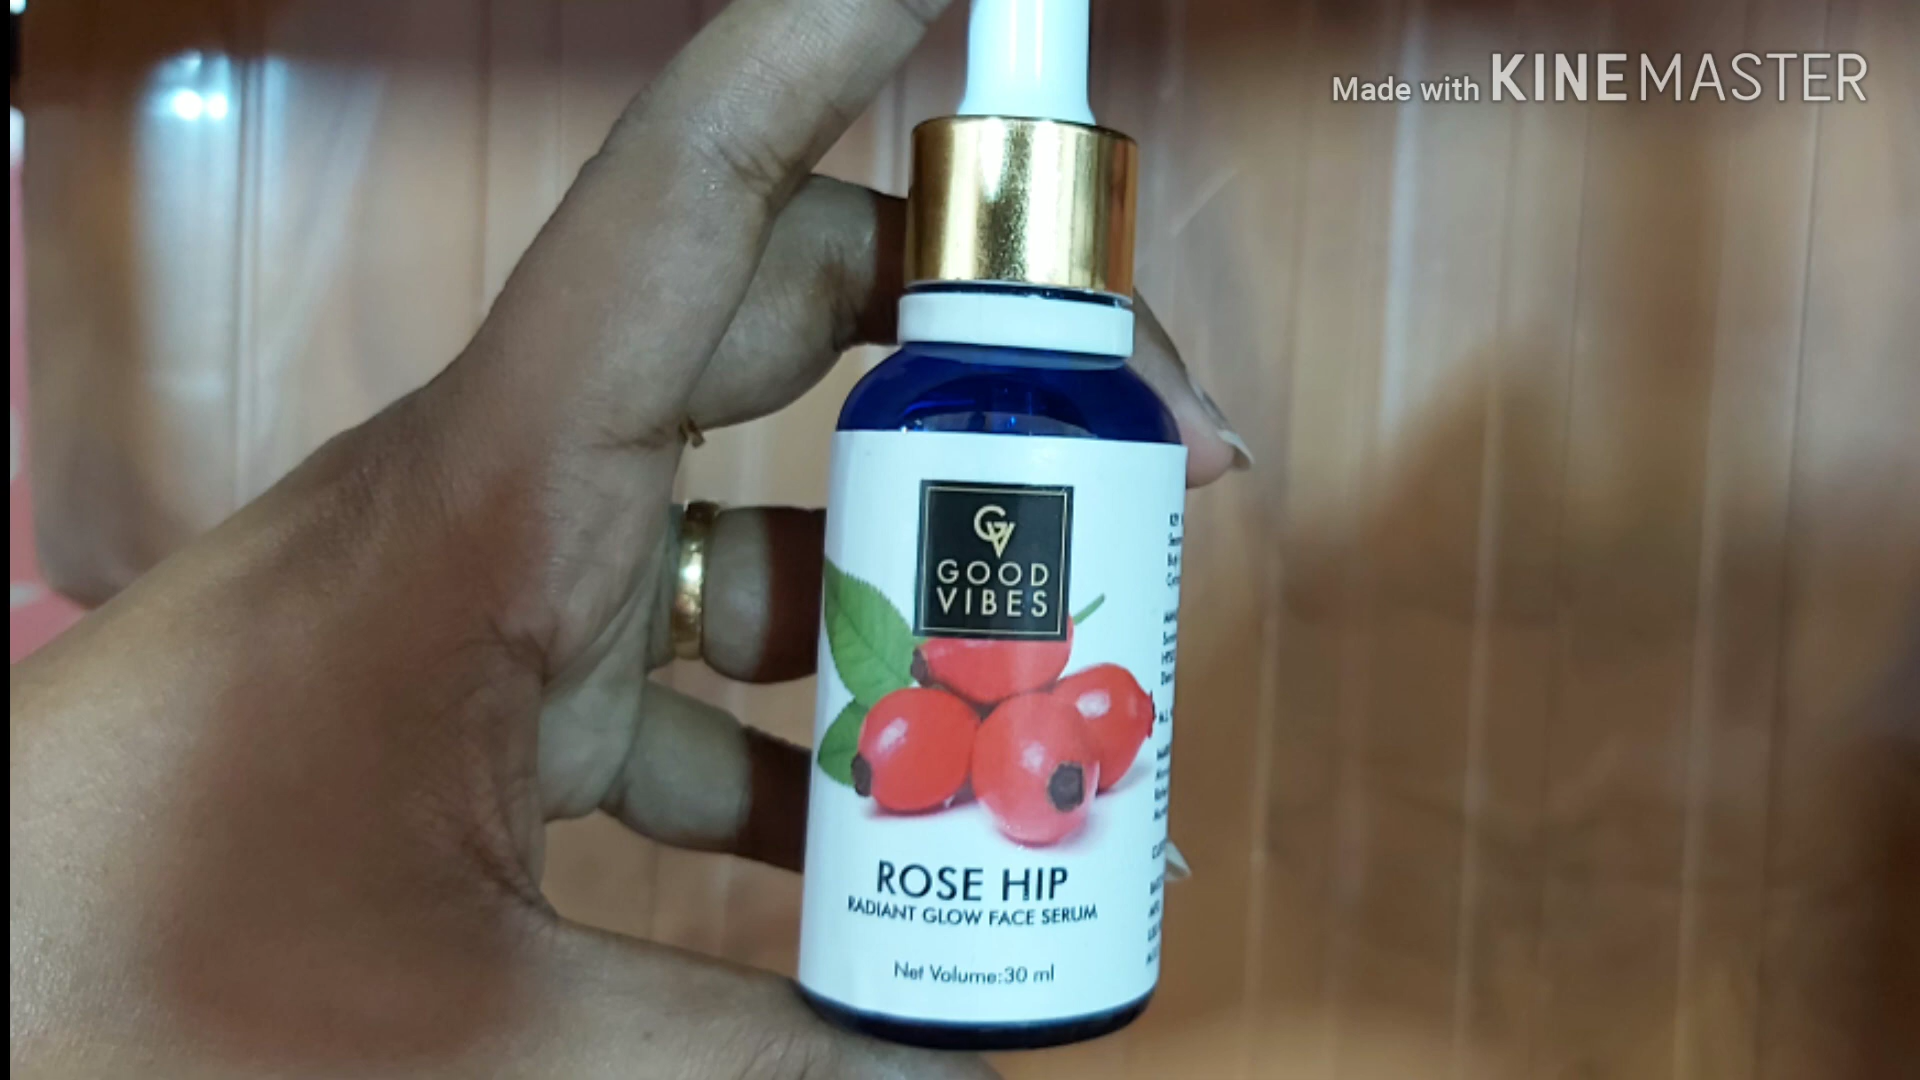 Made with KINEMASTER
GV
GOOD
VIBES
ROSE HIP
RADIANT GLOW FACE SERUM
Net Volume:30 ml